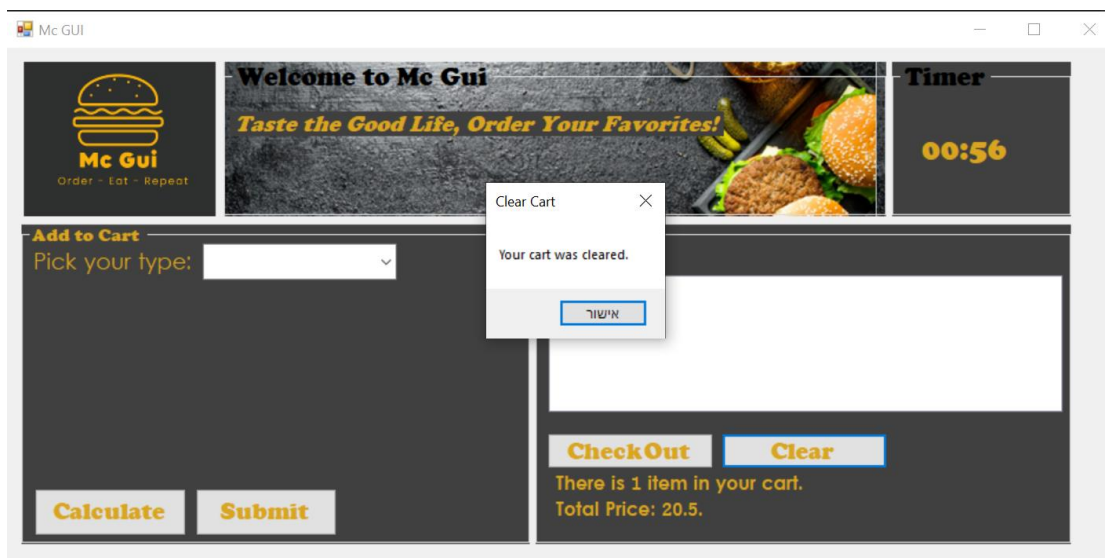 Mc GUI
Mc Gui
Order - Eat - Repeat
Welcome to Mc Gui
Taste the Good Life, Order Your Favorites!
Timer
00:56
Clear Cart
Your cart was cleared.
אישור
Add to Cart
Pick your type:
Calculate
Submit
CheckOut
Clear
There is 1 item in your cart.
Total Price: 20.5.